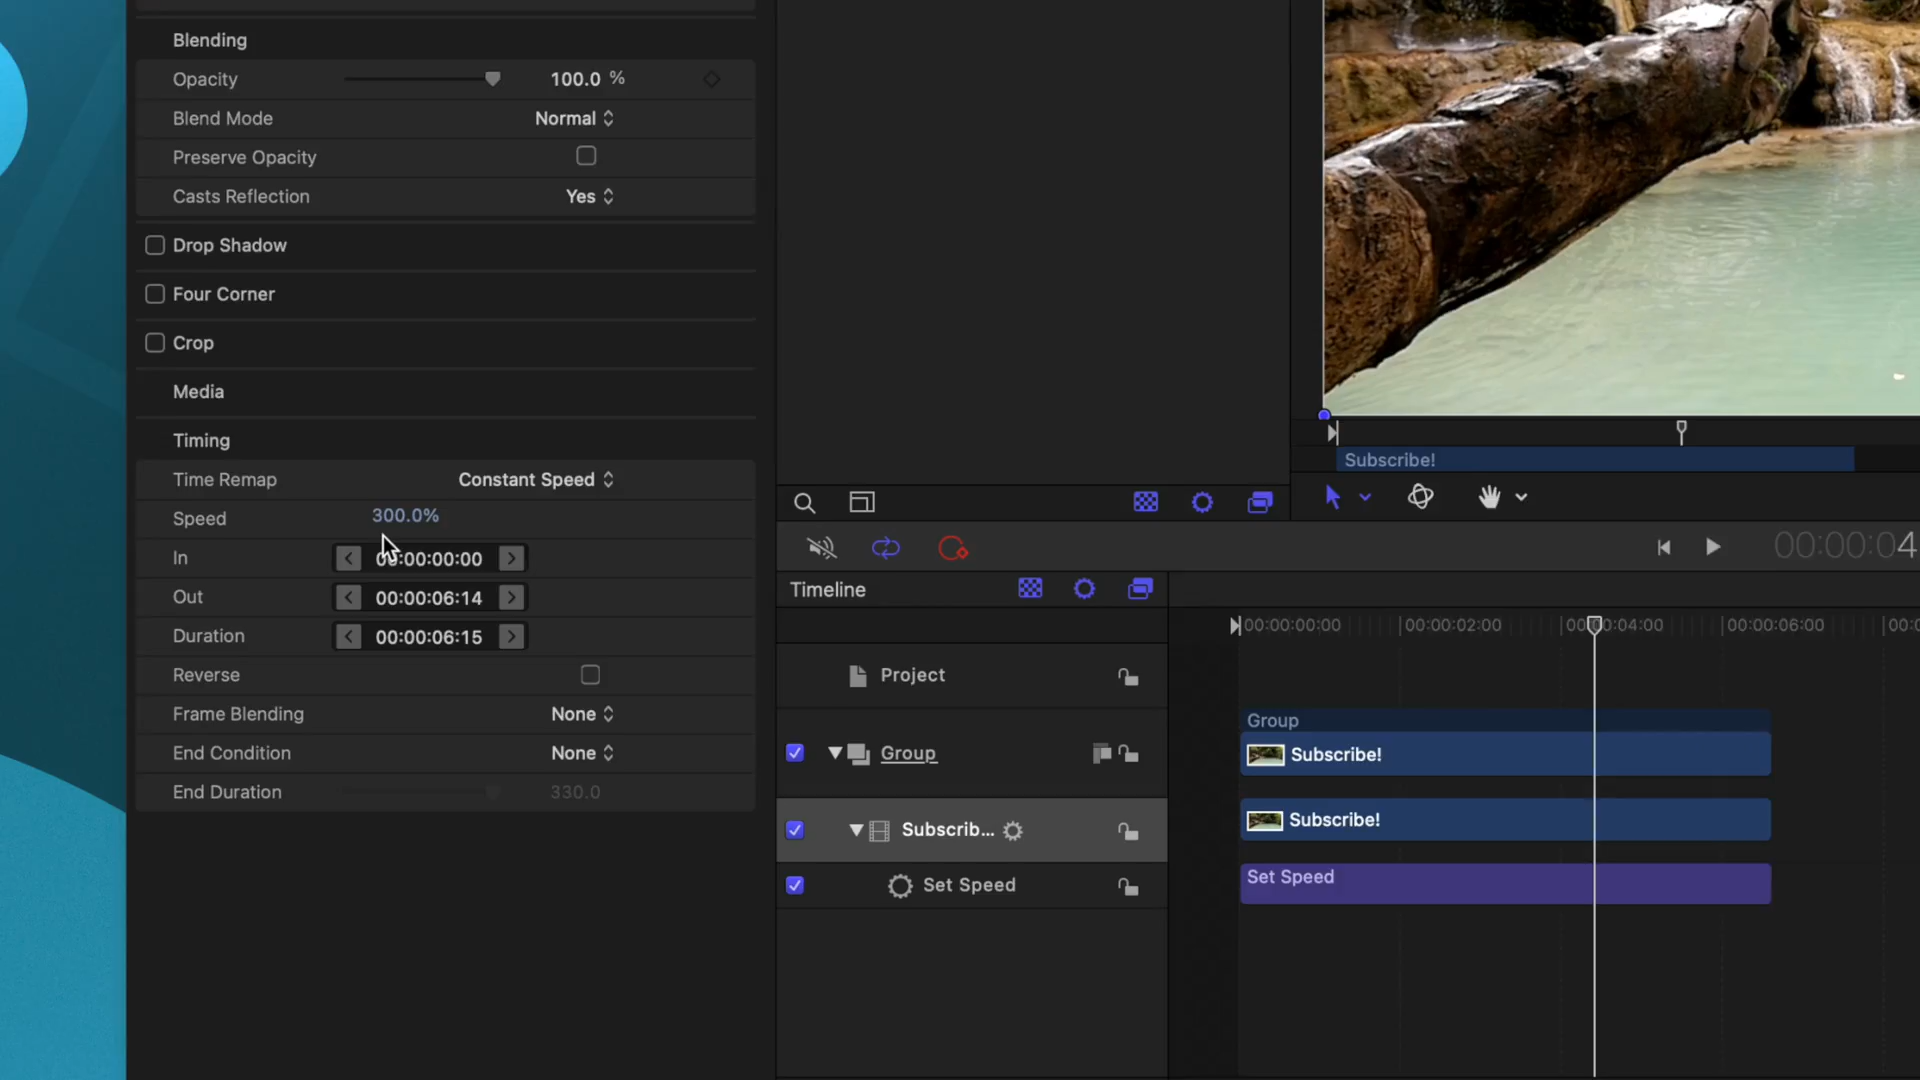 Blending
Opacity 100.0 %
Blend Mode Normal
Preserve Opacity
Casts Reflection Yes
Drop Shadow
Four Corner
Crop
Media
Timing
Time Remap Constant Speed
Speed 300.0%
In 00:00:00:00
Out 00:00:06:14
Duration 00:00:06:15
Reverse
Frame Blending None
End Condition None
End Duration 330.0
Subscribe!
00:00:04
Timeline
00:00:00:00 00:00:02:00 00:00:04:00 00:00:06:00 00:0
Project
Group
Group
Subscribe!
Subscrib...
Subscribe!
Set Speed
Set Speed